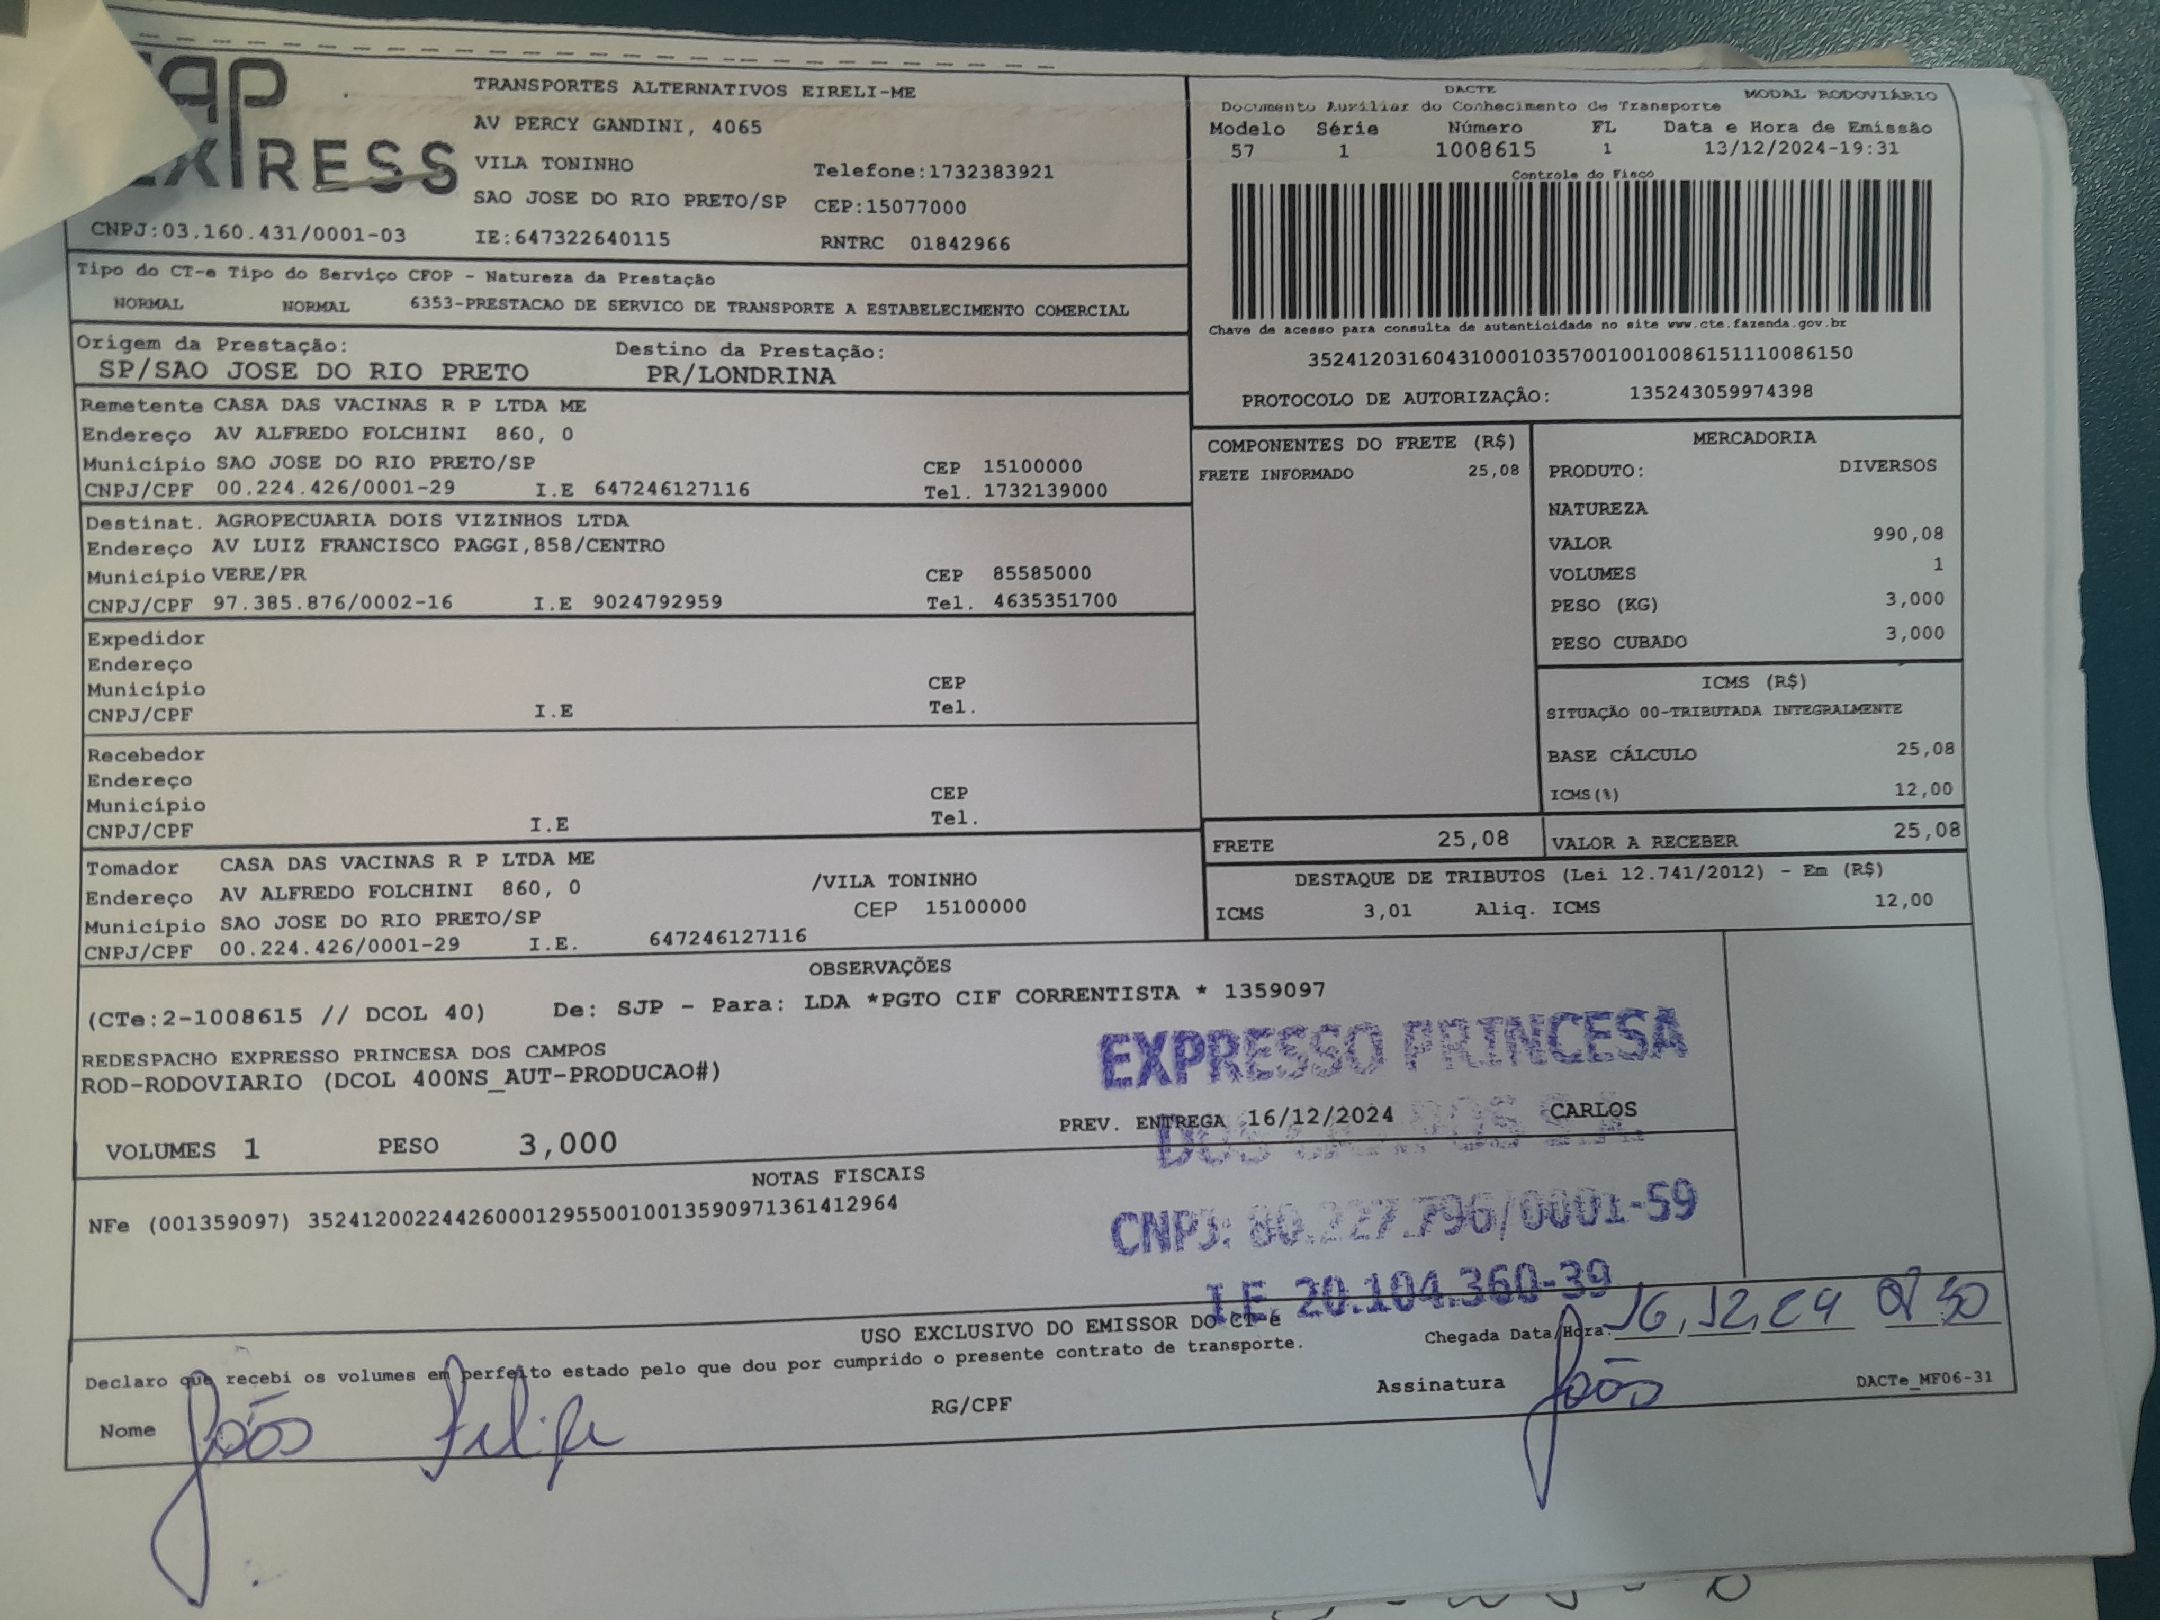 EXPRESS
TRANSPORTES ALTERNATIVOS EIRELI-ME
AV PERCY GANDINI, 4065
VILA TONINHO Telefone:1732383921
SAO JOSE DO RIO PRETO/SP CEP:15077000
CNPJ:03.160.431/0001-03 IE:647322640115 RNTRC 01842966
DACTE MODAL RODOVIÁRIO
Documento Auxiliar do Conhecimento de Transporte
Modelo Série Número FL Data e Hora de Emissão
57 1 1008615 1 13/12/2024-19:31
Controle do Fisco
Chave de acesso para consulta de autenticidade no site www.cte.fazenda.gov.br
35241203160431000103570010010086151110086150
PROTOCOLO DE AUTORIZAÇÂO: 135243059974398
Tipo do CT-e Tipo do Serviço CFOP - Natureza da Prestação
NORMAL NORMAL 6353-PRESTACAO DE SERVICO DE TRANSPORTE A ESTABELECIMENTO COMERCIAL
Origem da Prestação: Destino da Prestação:
SP/SAO JOSE DO RIO PRETO PR/LONDRINA
Remetente CASA DAS VACINAS R P LTDA ME
Endereço AV ALFREDO FOLCHINI 860, 0
Município SAO JOSE DO RIO PRETO/SP CEP 15100000
CNPJ/CPF 00.224.426/0001-29 I.E 647246127116 Tel. 1732139000
Destinat. AGROPECUARIA DOIS VIZINHOS LTDA
Endereço AV LUIZ FRANCISCO PAGGI,858/CENTRO
Município VERE/PR CEP 85585000
CNPJ/CPF 97.385.876/0002-16 I.E 9024792959 Tel. 4635351700
Expedidor
Endereço
Município CEP
CNPJ/CPF I.E Tel.
Recebedor
Endereço
Município CEP
CNPJ/CPF I.E Tel.
Tomador CASA DAS VACINAS R P LTDA ME
Endereço AV ALFREDO FOLCHINI 860, 0 /VILA TONINHO
Município SAO JOSE DO RIO PRETO/SP CEP 15100000
CNPJ/CPF 00.224.426/0001-29 I.E. 647246127116
COMPONENTES DO FRETE (R$)
FRETE INFORMADO 25,08
MERCADORIA
PRODUTO: DIVERSOS
NATUREZA
VALOR 990,08
VOLUMES 1
PESO (KG) 3,000
PESO CUBADO 3,000
ICMS (R$)
SITUAÇÃO 00-TRIBUTADA INTEGRALMENTE
BASE CÁLCULO 25,08
ICMS(%) 12,00
FRETE 25,08 VALOR A RECEBER 25,08
DESTAQUE DE TRIBUTOS (Lei 12.741/2012) - Em (R$)
ICMS 3,01 Aliq. ICMS 12,00
OBSERVAÇÕES
(CTe:2-1008615 // DCOL 40) De: SJP - Para: LDA *PGTO CIF CORRENTISTA * 1359097
REDESPACHO EXPRESSO PRINCESA DOS CAMPOS
ROD-RODOVIARIO (DCOL 400NS_AUT-PRODUCAO#)
EXPRESSO PRINCESA
DOS CAMPOS S.A.
CNPJ: 80.227.796/0001-59
I.E. 20.104.360-39
PREV. ENTREGA 16/12/2024 CARLOS
VOLUMES 1 PESO 3,000
NOTAS FISCAIS
NFe (001359097) 35241200224426000129550010013590971361412964
USO EXCLUSIVO DO EMISSOR DO CT-e
Declaro que recebi os volumes em perfeito estado pelo que dou por cumprido o presente contrato de transporte.
Chegada Data/Hora: 16,12,24
Nome João Felipe RG/CPF Assinatura João DACTe_MF06-31